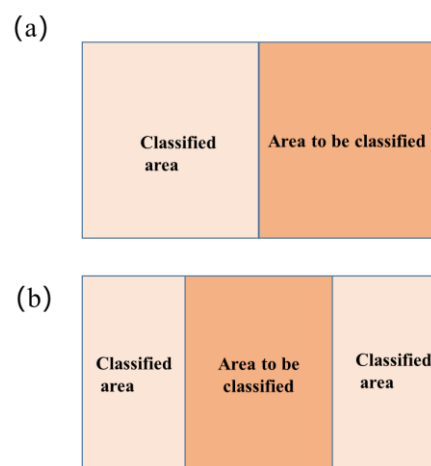 (a)
Classified
area
Area to be classified
(b)
Classified
area
Area to be
classified
Classified
area